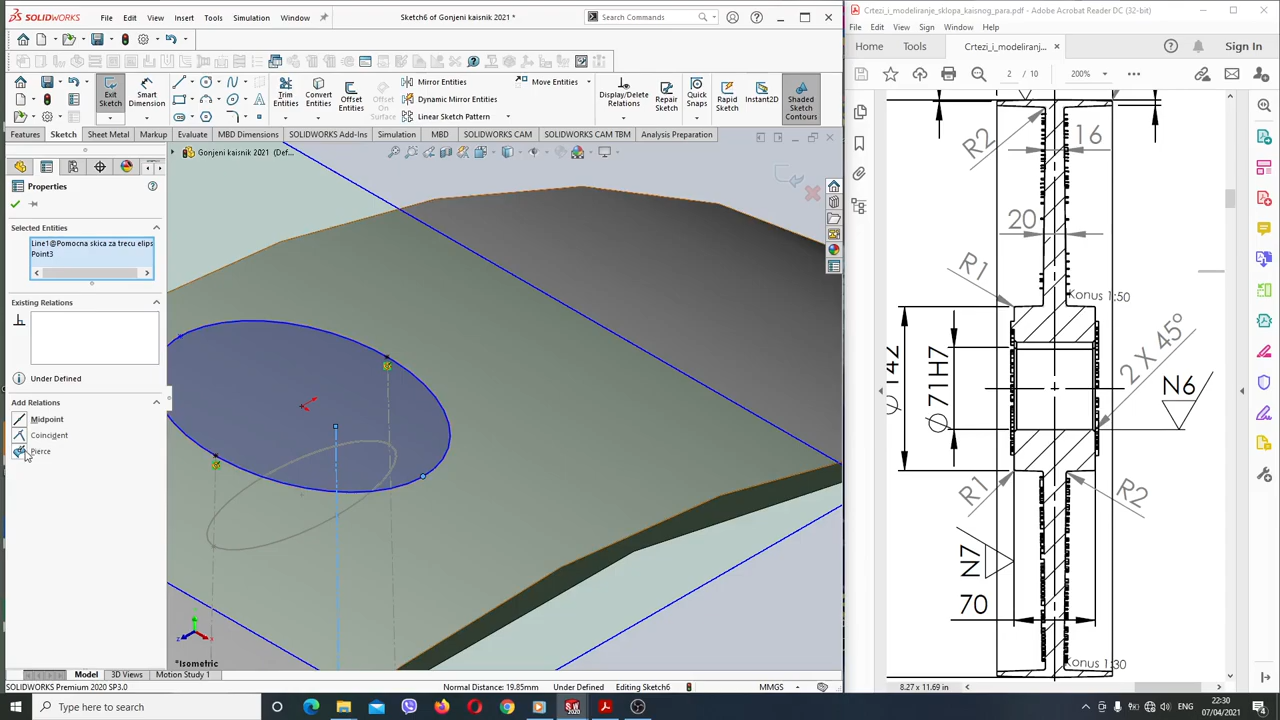 SOLIDWORKS
File Edit View Insert Tools Simulation Window
Sketch6 of Gonjeni kaisnik 2021 *
Search Commands
Exit Sketch
Smart Dimension
Trim Entities
Convert Entities
Offset Entities
Offset On Surface
Mirror Entities
Dynamic Mirror Entities
Linear Sketch Pattern
Move Entities
Display/Delete Relations
Repair Sketch
Quick Snaps
Rapid Sketch
Instant2D
Shaded Sketch Contours
Features Sketch Sheet Metal Markup Evaluate MBD Dimensions SOLIDWORKS Add-Ins Simulation MBD SOLIDWORKS CAM SOLIDWORKS CAM TBM Analysis Preparation
Gonjeni kaisnik 2021 (Def...
Properties
Selected Entities
Line1@Pomocna skica za trecu elips
Point3
Existing Relations
Under Defined
Add Relations
Midpoint
Coincident
Pierce
*Isometric
Model 3D Views Motion Study 1
SOLIDWORKS Premium 2020 SP3.0
Normal Distance: 19.85mm Under Defined Editing Sketch6 MMGS
Crtezi_i_modeliranje_sklopa_kaisnog_para.pdf - Adobe Acrobat Reader DC (32-bit)
File Edit View Sign Window Help
Home Tools Crtezi_i_modeliranj... Sign In
2 / 10 200%
R2
16
20
R1
Konus 1:50
142
Ø 71H7
2 X 45°
N6
R1
R2
N7
70
Konus 1:30
8.27 x 11.69 in
Type here to search
ENG
22:30
07/04/2021